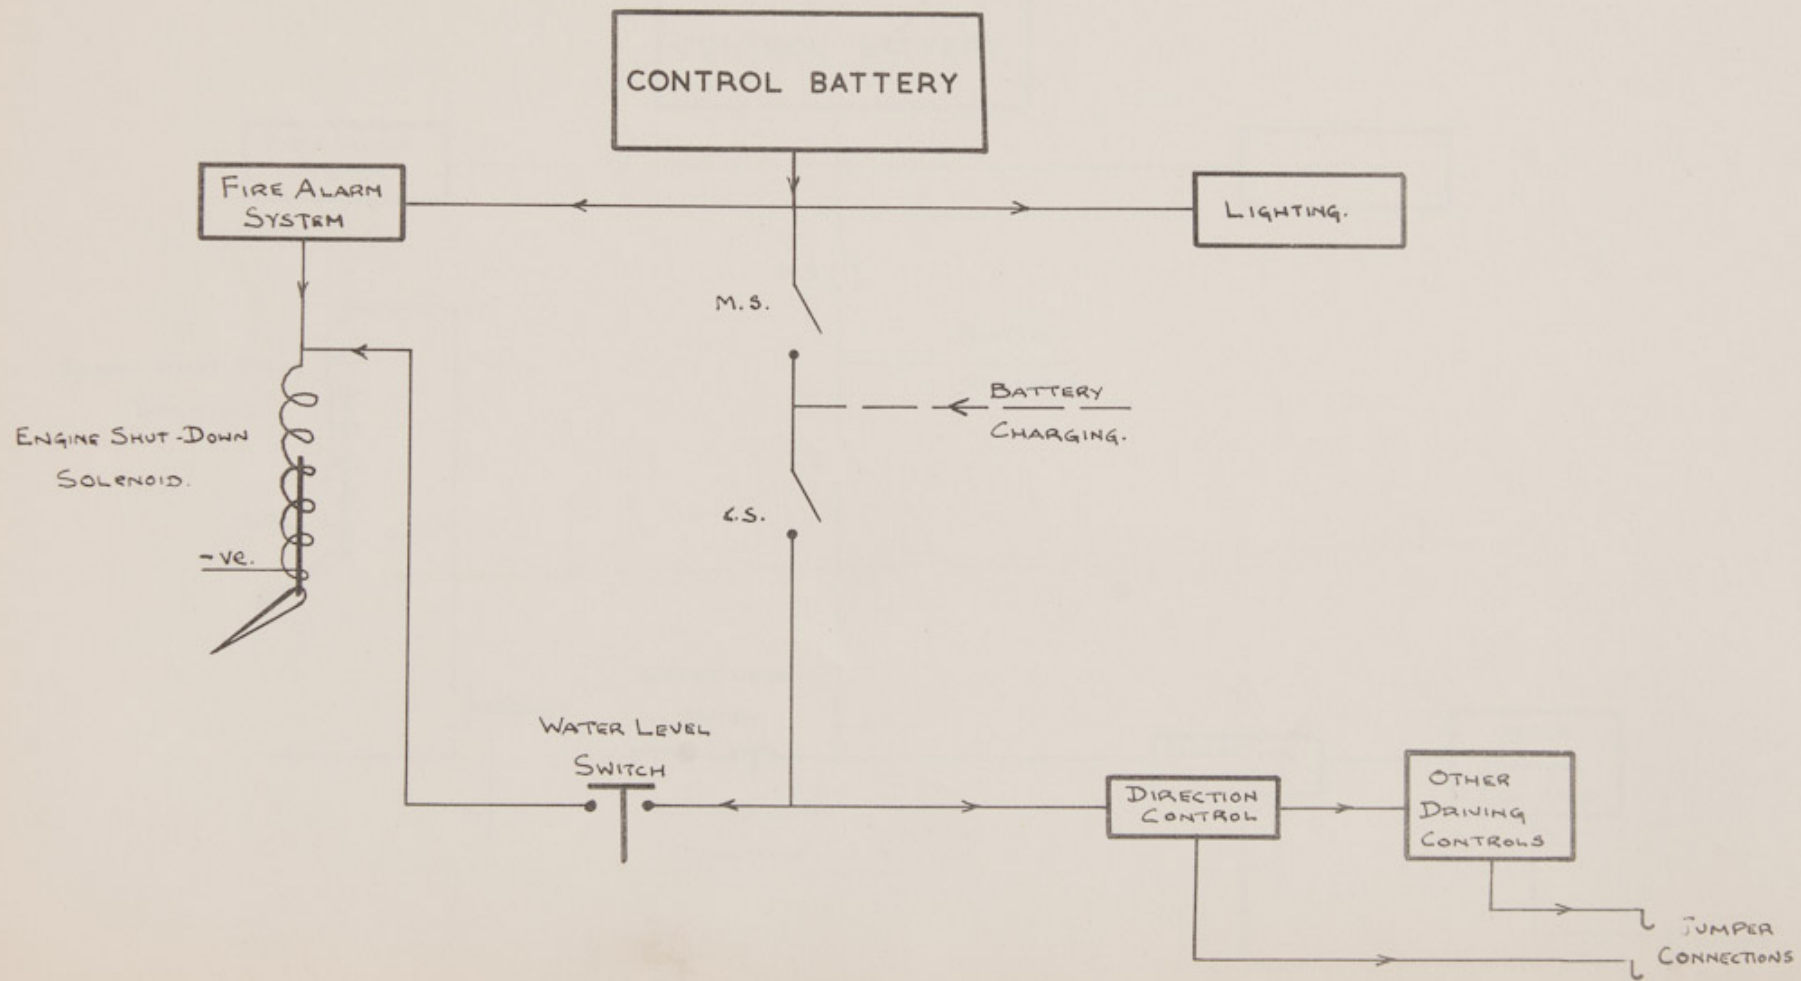 CONTROL BATTERY
FIRE ALARM
SYSTEM
LIGHTING.
M.S.
BATTERY
CHARGING.
ENGINE SHUT-DOWN
SOLENOID.
-ve.
WATER LEVEL
SWITCH
DIRECTION
CONTROL
OTHER
DRIVING
CONTROLS
JUMPER
CONNECTIONS